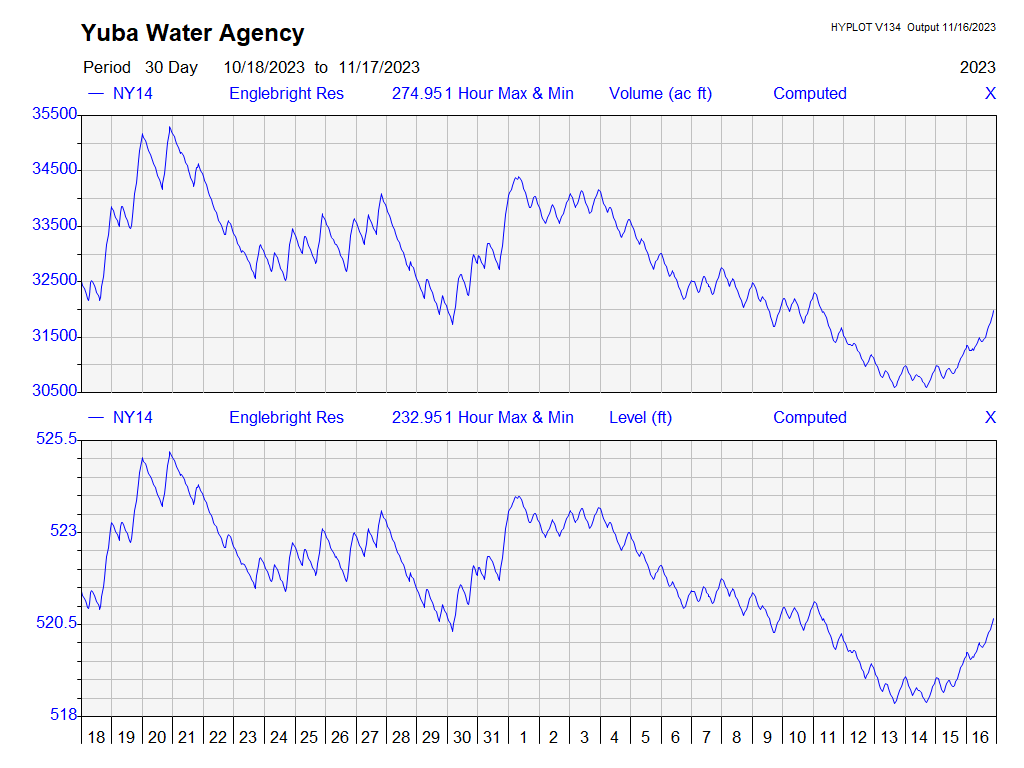 Yuba Water Agency
HYPLOT V134 Output 11/16/2023
Period 30 Day 10/18/2023 to 11/17/2023
2023
NY14 Englebright Res 274.951 Hour Max & Min Volume (ac ft) Computed X
35500
34500
33500
32500
31500
30500
NY14 Englebright Res 232.951 Hour Max & Min Level (ft) Computed X
525.5
523
520.5
518
18 19 20 21 22 23 24 25 26 27 28 29 30 31 1 2 3 4 5 6 7 8 9 10 11 12 13 14 15 16